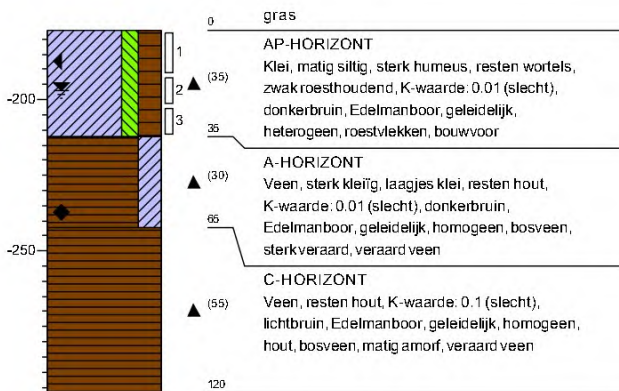 0
gras
AP-HORIZONT
Klei, matig siltig, sterk humeus, resten wortels,
zwak roesthoudend, K-waarde: 0.01 (slecht),
donkerbruin, Edelmanboor, geleidelijk,
heterogeen, roestvlekken, bouwvoor
1
(35)
2
-200
3
35
A-HORIZONT
Veen, sterk kleiïg, laagjes klei, resten hout,
K-waarde: 0.01 (slecht), donkerbruin,
Edelmanboor, geleidelijk, homogeen, bosveen,
sterk veraard, veraard veen
(30)
65
-250
C-HORIZONT
Veen, resten hout, K-waarde: 0.1 (slecht),
lichtbruin, Edelmanboor, geleidelijk, homogeen,
hout, bosveen, matig amorf, veraard veen
(55)
120